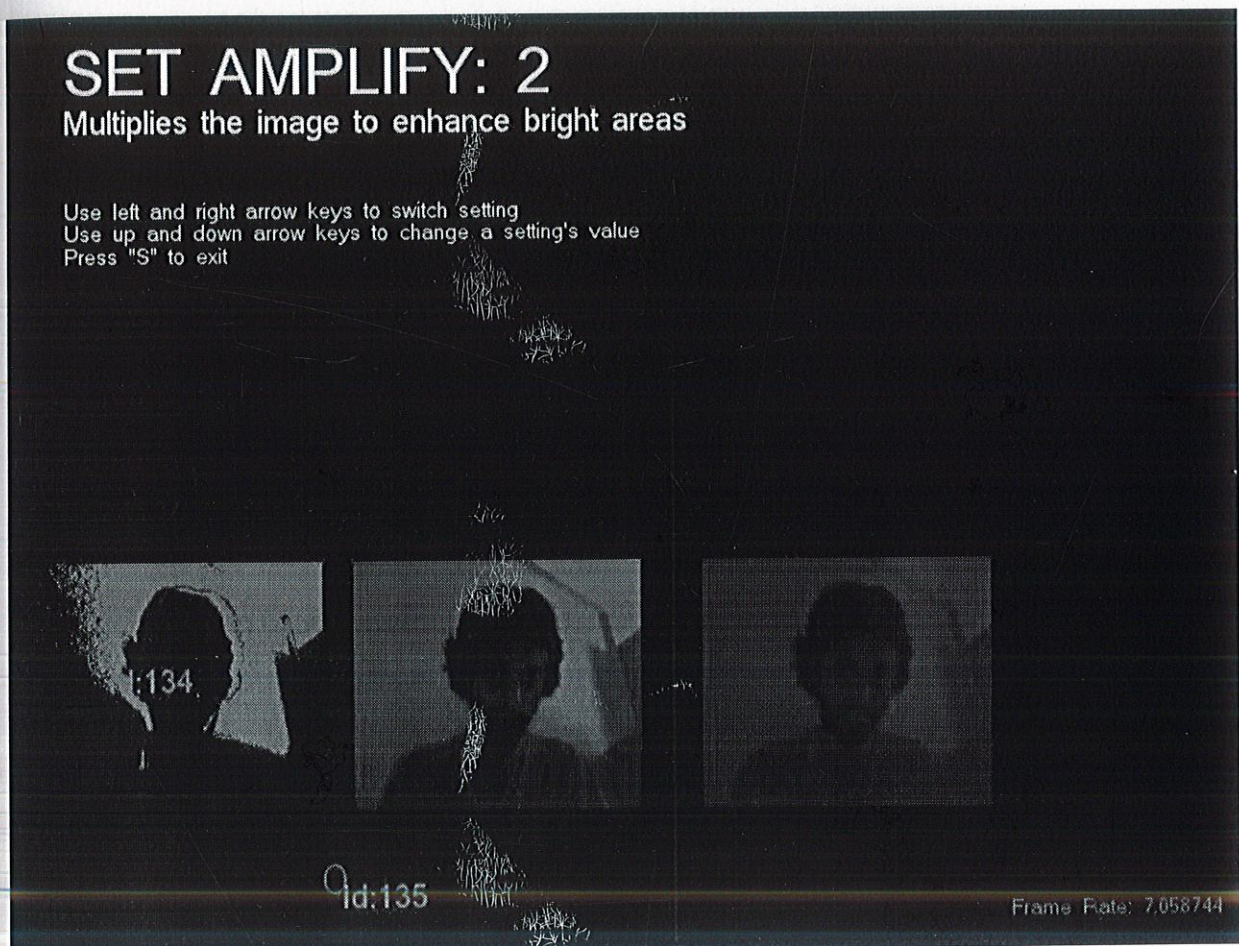 SET AMPLIFY: 2
Multiplies the image to enhance bright areas
Use left and right arrow keys to switch setting
Use up and down arrow keys to change a setting's value
Press "S" to exit
:134
Id:135
Frame Rate: 7.058744